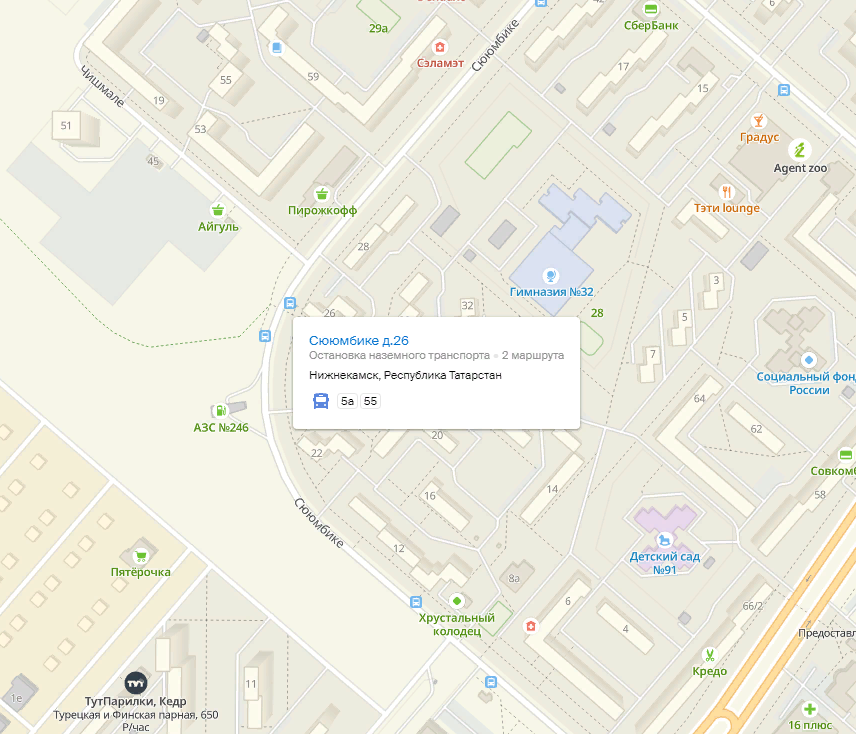 29а
Сэламэт
СберБанк
6
Сююмбике
17
15
59
55
19
Чишмале
53
51
45
Градус
Agent zoo
Тэти lounge
Пирожкофф
Айгуль
28
Гимназия №32
28
26
32
3
5
7
Сююмбике д.26
Остановка наземного транспорта • 2 маршрута
Нижнекамск, Республика Татарстан
5а 55
Социальный фон
России
64
62
АЗС №246
20
22
Совкомб
58
14
16
Сююмбике
12
Детский сад
№91
Пятёрочка
8а
6
66/2
Хрустальный
колодец
4
Предоставл
Кредо
11
1е
ТутПарилки, Кедр
Турецкая и Финская парная, 650
Р/час
16 плюс